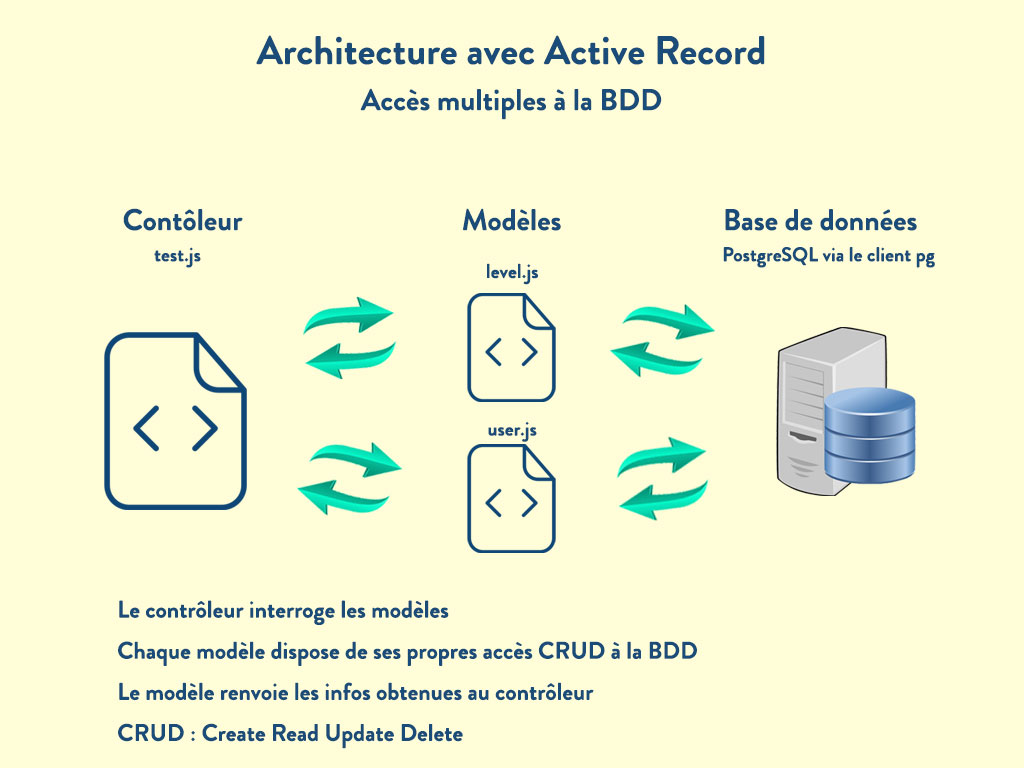 Architecture avec Active Record
Accès multiples à la BDD
Contôleur
test.js
Modèles
level.js
user.js
Base de données
PostgreSQL via le client pg
Le contrôleur interroge les modèles
Chaque modèle dispose de ses propres accès CRUD à la BDD
Le modèle renvoie les infos obtenues au contrôleur
CRUD : Create Read Update Delete